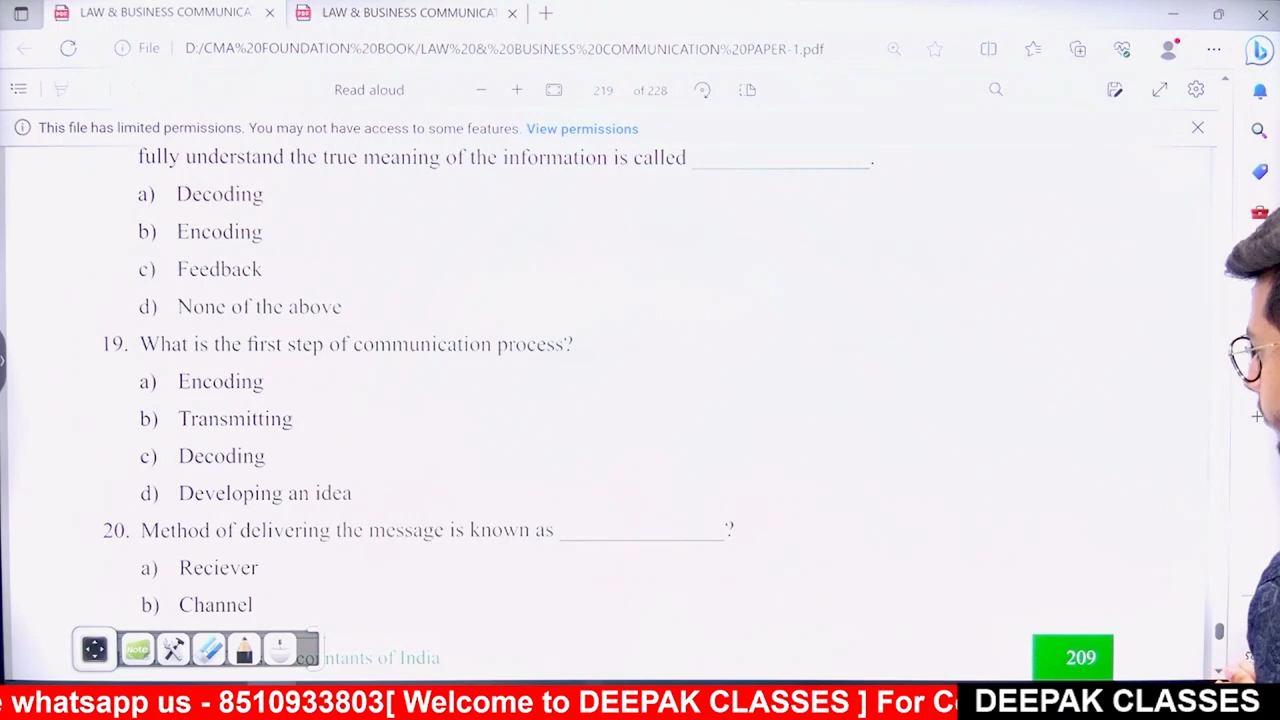 LAW & BUSINESS COMMUNICA
LAW & BUSINESS COMMUNICAT
File
D:/CMA%20FOUNDATION%20BOOK/LAW%20&%20BUSINESS%20COMMUNICATION%20PAPER-1.pdf
Read aloud
219 of 228
This file has limited permissions. You may not have access to some features. View permissions
fully understand the true meaning of the information is called _______________.
a) Decoding
b) Encoding
c) Feedback
d) None of the above
19. What is the first step of communication process?
a) Encoding
b) Transmitting
c) Decoding
d) Developing an idea
20. Method of delivering the message is known as _______________?
a) Reciever
b) Channel
Note
ntants of India
209
whatsapp us - 8510933803[ Welcome to DEEPAK CLASSES ] For
DEEPAK CLASSES